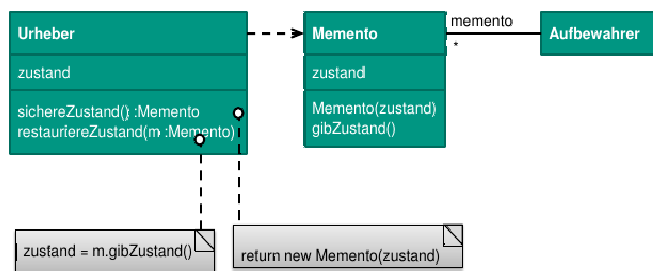 Urheber
zustand
sichereZustand() :Memento
restauriereZustand(m :Memento)
Memento
zustand
Memento(zustand)
gibZustand()
memento
*
Aufbewahrer
zustand = m.gibZustand()
return new Memento(zustand)